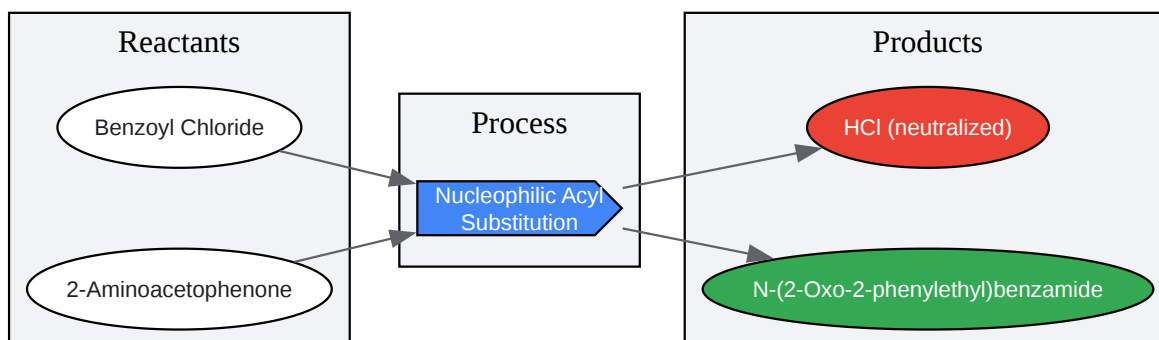 Reactants
Benzoyl Chloride
2-Aminoacetophenone
Process
Nucleophilic Acyl
Substitution
Products
HCl (neutralized)
N-(2-Oxo-2-phenylethyl)benzamide